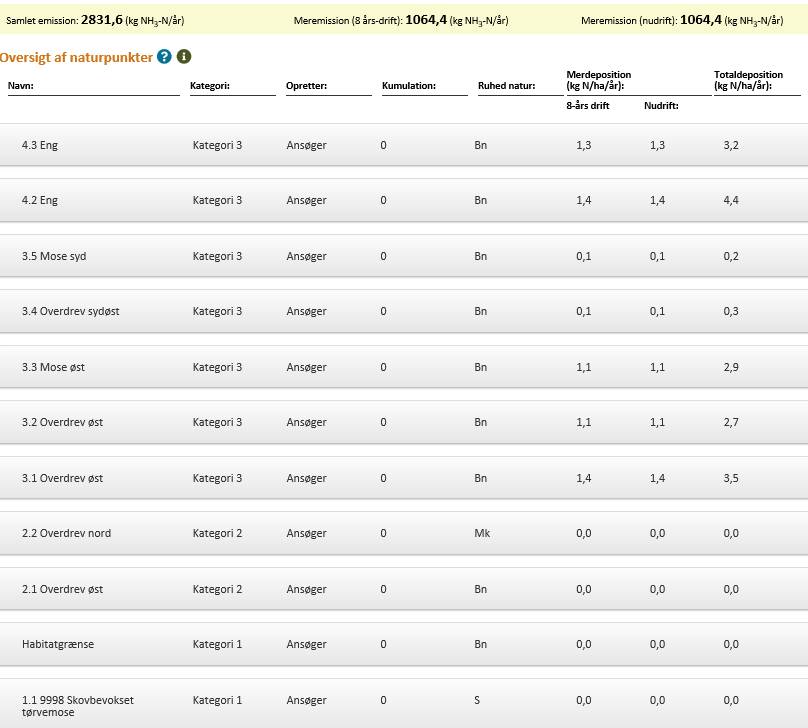 Samlet emission: 2831,6 (kg NH3-N/år) Meremission (8 års-drift): 1064,4 (kg NH3-N/år) Meremission (nudrift): 1064,4 (kg NH3-N/år)
Oversigt af naturpunkter ? i
Navn: Kategori: Opretter: Kumulation: Ruhed natur: Merdeposition (kg N/ha/år): Totaldeposition (kg N/ha/år):
8-års drift Nudrift:
4.3 Eng Kategori 3 Ansøger 0 Bn 1,3 1,3 3,2
4.2 Eng Kategori 3 Ansøger 0 Bn 1,4 1,4 4,4
3.5 Mose syd Kategori 3 Ansøger 0 Bn 0,1 0,1 0,2
3.4 Overdrev sydøst Kategori 3 Ansøger 0 Bn 0,1 0,1 0,3
3.3 Mose øst Kategori 3 Ansøger 0 Bn 1,1 1,1 2,9
3.2 Overdrev øst Kategori 3 Ansøger 0 Bn 1,1 1,1 2,7
3.1 Overdrev øst Kategori 3 Ansøger 0 Bn 1,4 1,4 3,5
2.2 Overdrev nord Kategori 2 Ansøger 0 Mk 0,0 0,0 0,0
2.1 Overdrev øst Kategori 2 Ansøger 0 Bn 0,0 0,0 0,0
Habitatgrænse Kategori 1 Ansøger 0 Bn 0,0 0,0 0,0
1.1 9998 Skovbevokset Kategori 1 Ansøger 0 S 0,0 0,0 0,0
tørvemose